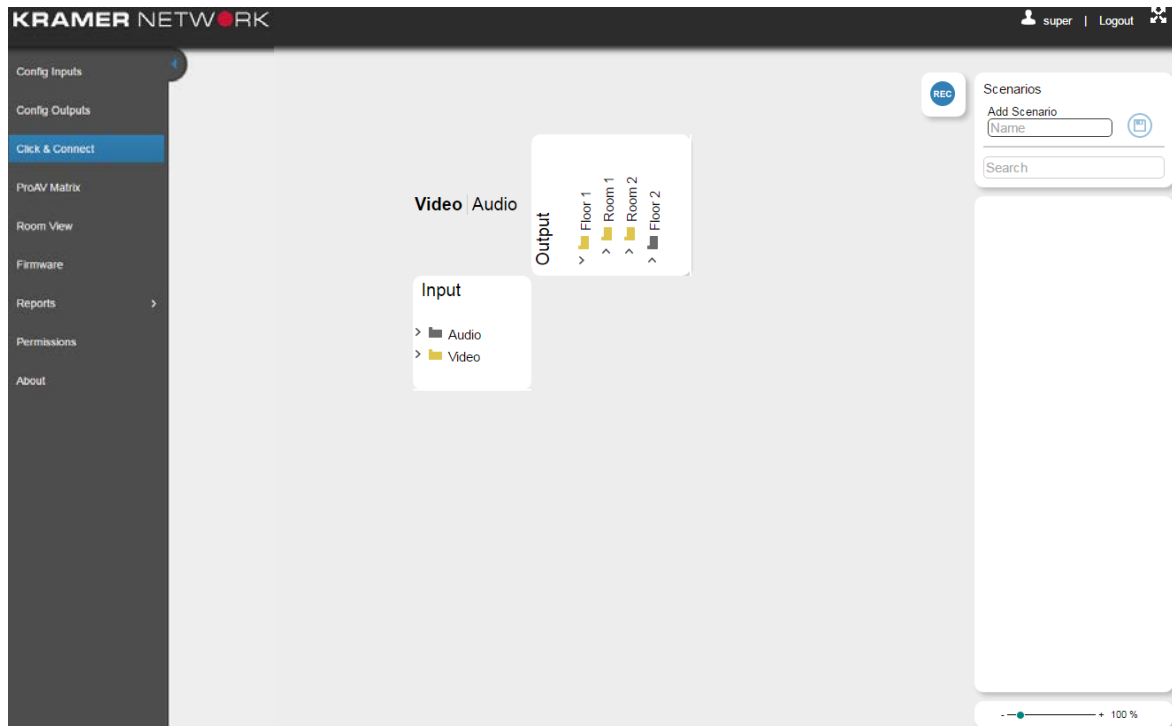 KRAMER NETWORK
super | Logout
Config Inputs
Config Outputs
Click & Connect
ProAV Matrix
Room View
Firmware
Reports
Permissions
About
Video Audio
Output
Floor 1
Room 1
Room 2
Floor 2
Input
Audio
Video
REC
Scenarios
Add Scenario
Name
Search
- + 100 %